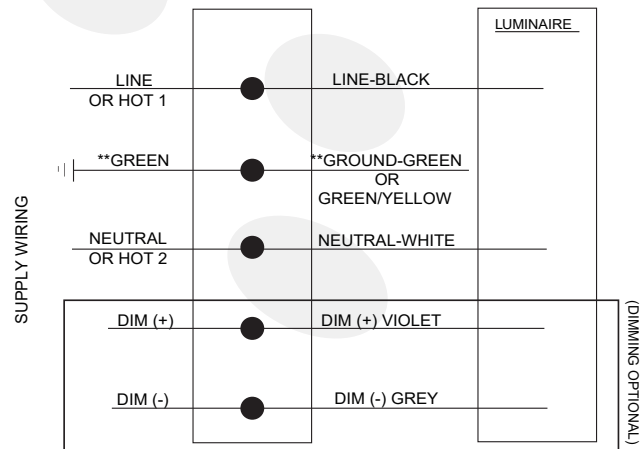 LUMINAIRE
LINE
OR HOT 1
LINE-BLACK
**GREEN
**GROUND-GREEN
OR
GREEN/YELLOW
NEUTRAL
OR HOT 2
NEUTRAL-WHITE
SUPPLY WIRING
DIM (+)
DIM (+) VIOLET
DIM (-)
DIM (-) GREY
(DIMMING OPTIONAL)